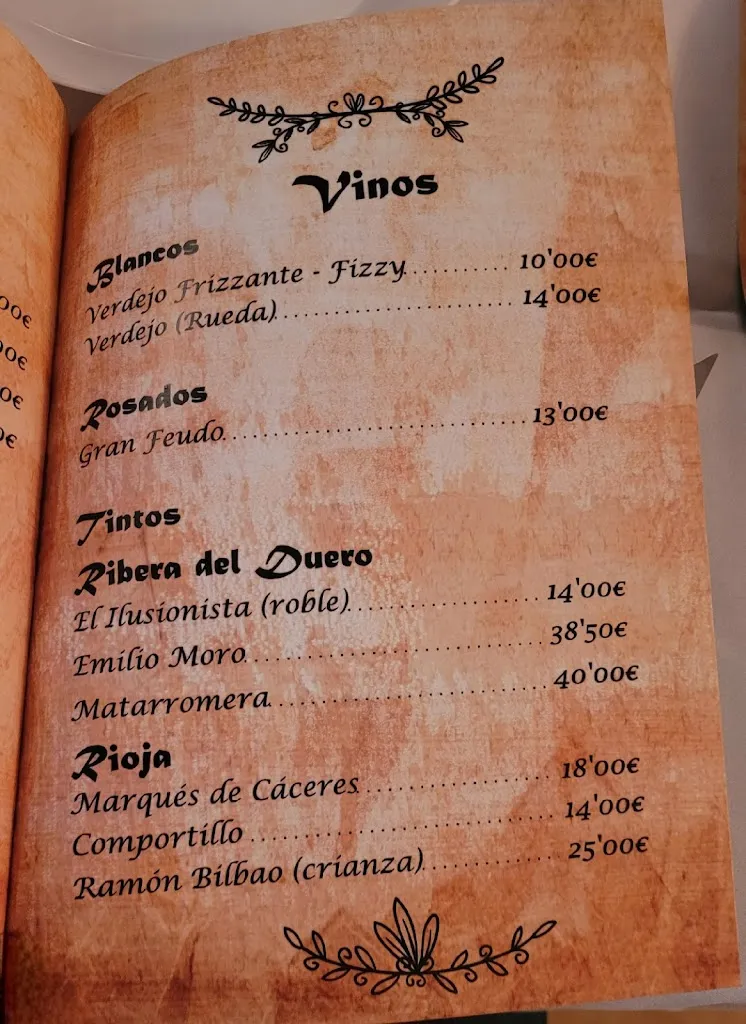 Vinos
Blancos
Verdejo Frizzante - Fizzy.......... 10'00€
Verdejo (Rueda)........................ 14'00€
Rosados
Gran Feudo.............................. 13'00€
Tintos
Ribera del Duero
El Ilusionista (roble)................. 14'00€
Emilio Moro............................ 38'50€
Matarromera.......................... 40'00€
Rioja
Marqués de Cáceres.................. 18'00€
Comportillo............................ 14'00€
Ramón Bilbao (crianza)............ 25'00€